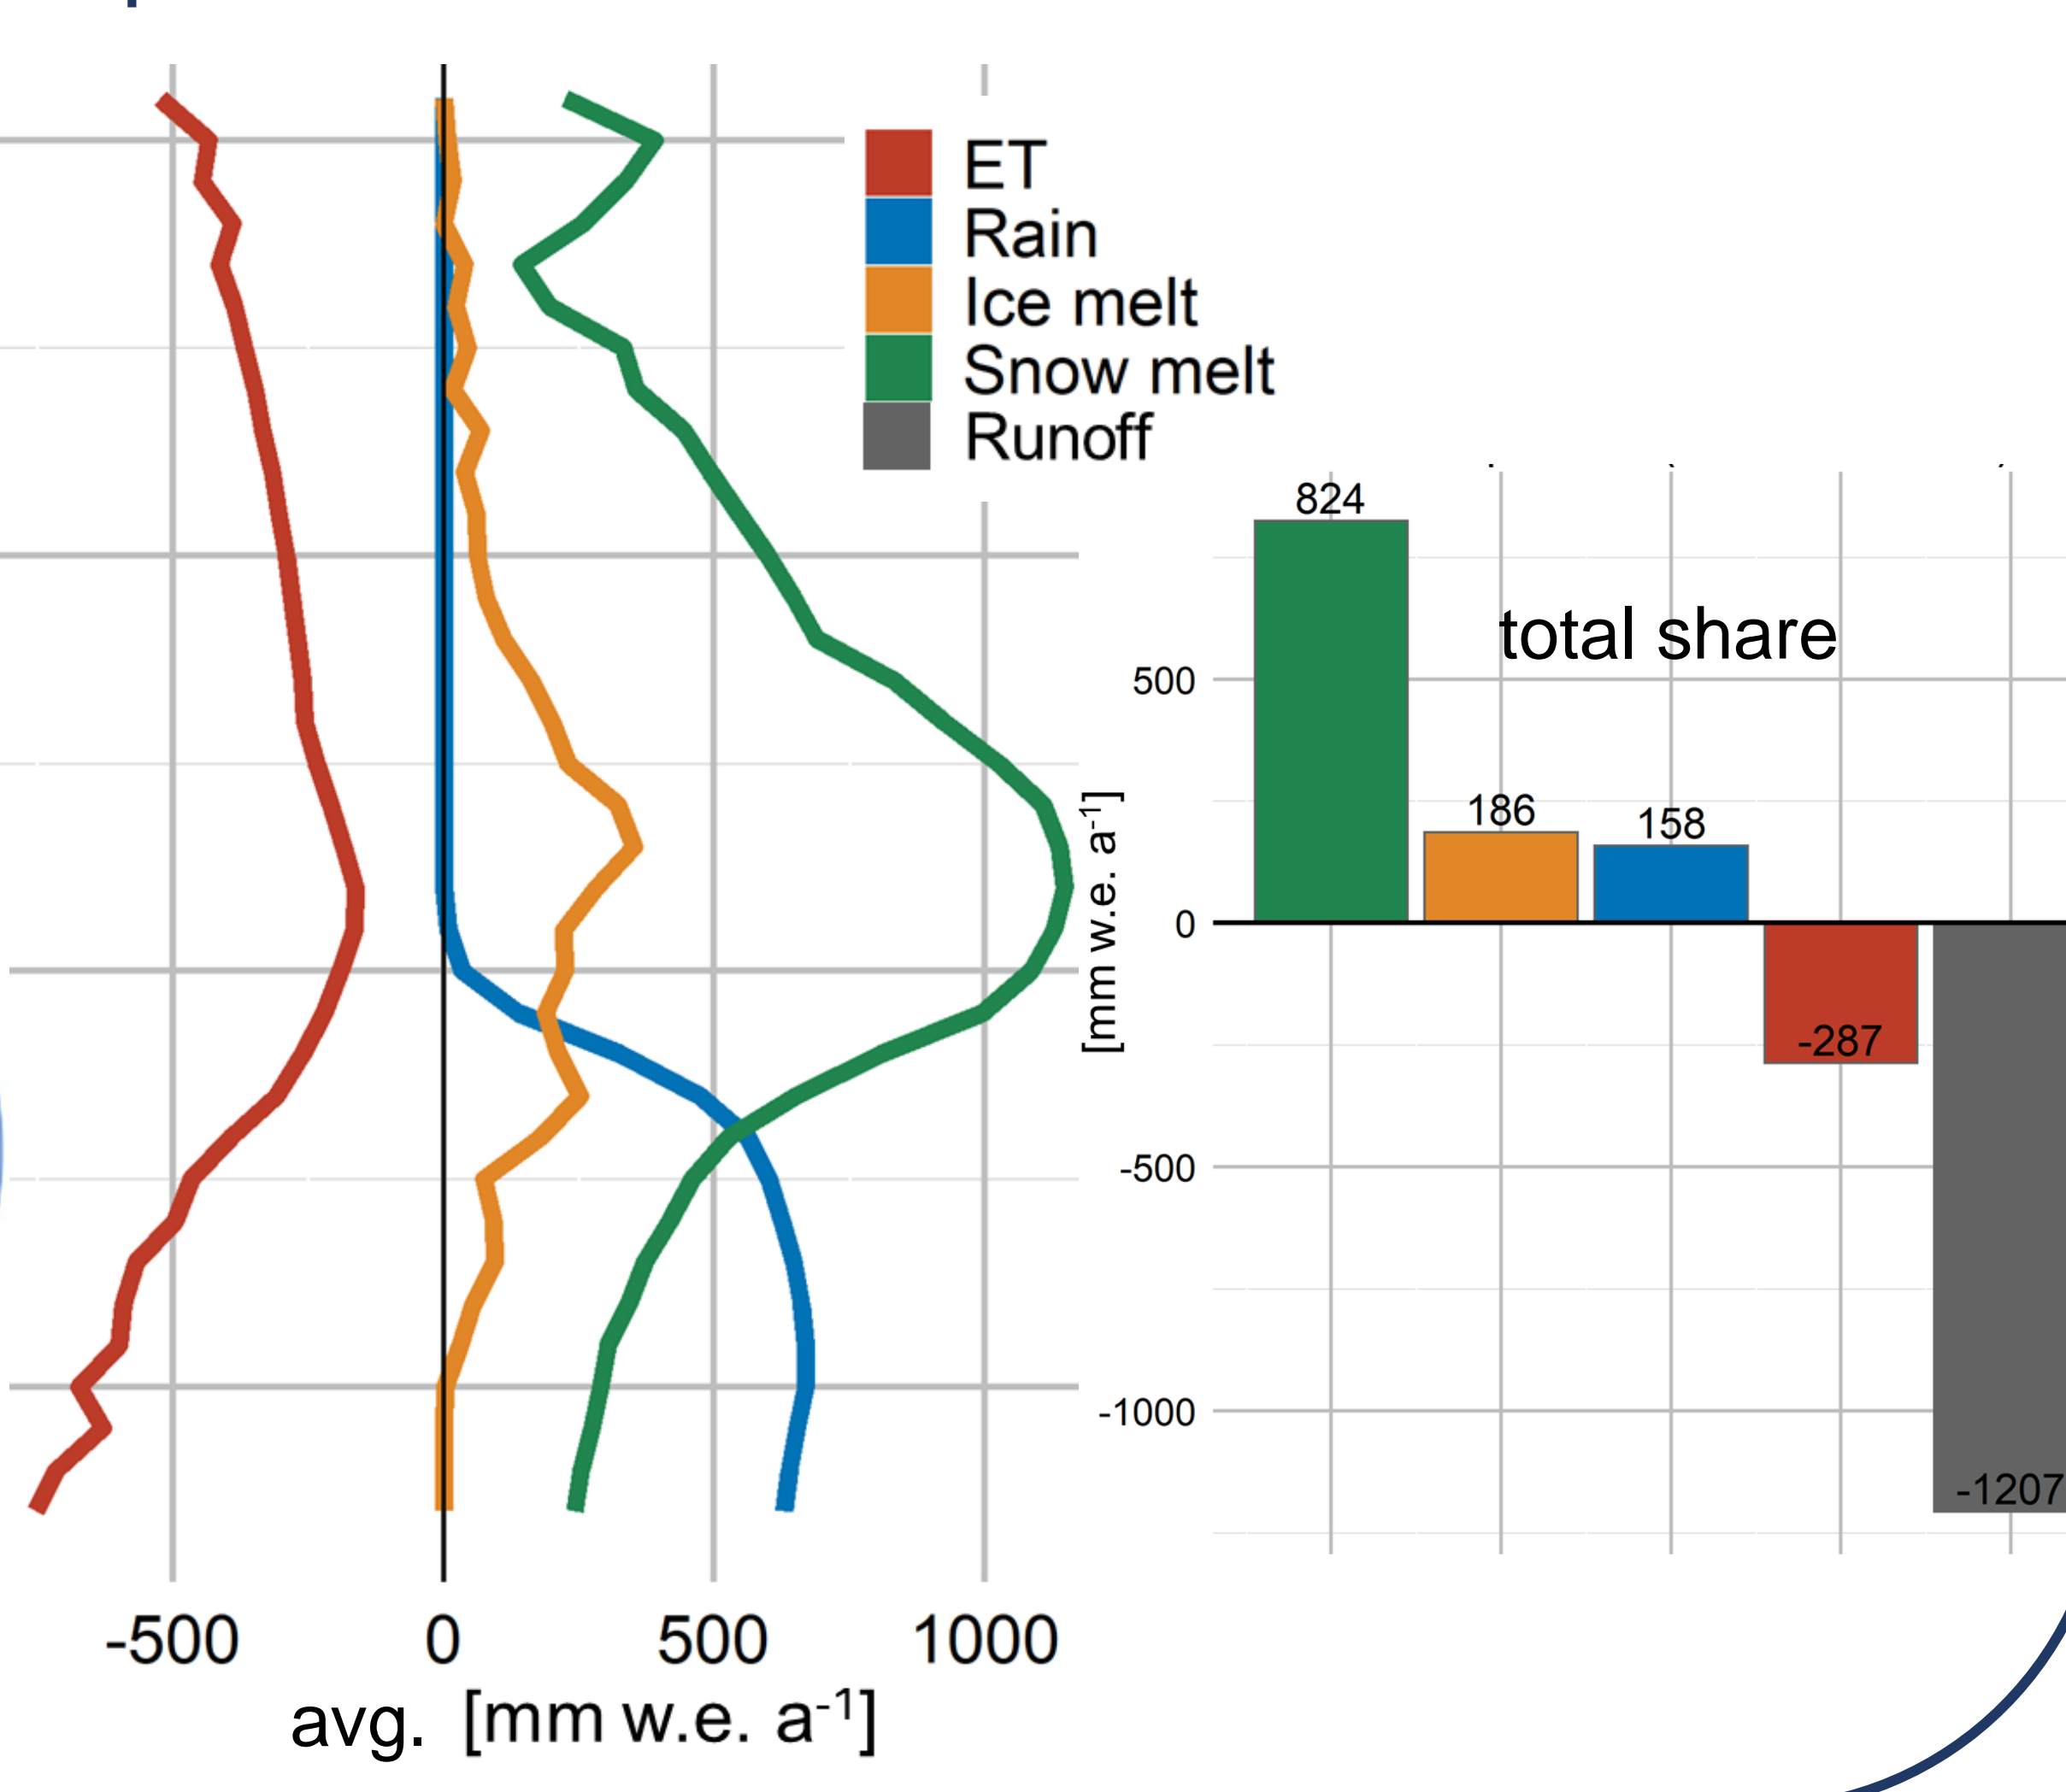 ET
Rain
Ice melt
Snow melt
Runoff
-500
0
500
1000
avg. [mm w.e. a⁻¹]
824
total share
500
186
158
0
-287
-500
-1000
-1207
[mm w.e. a⁻¹]